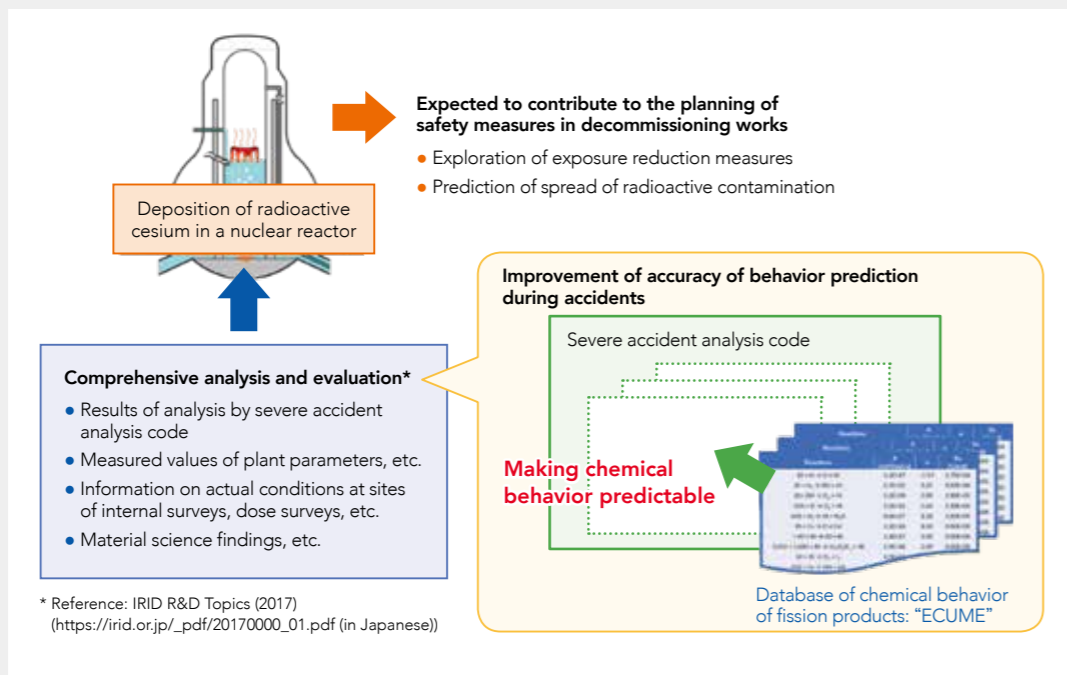 Expected to contribute to the planning of
safety measures in decommissioning works
● Exploration of exposure reduction measures
● Prediction of spread of radioactive contamination
Deposition of radioactive
cesium in a nuclear reactor
Improvement of accuracy of behavior prediction
during accidents
Severe accident analysis code
Making chemical
behavior predictable
Database of chemical behavior
of fission products: “ECUME”
Comprehensive analysis and evaluation*
● Results of analysis by severe accident
analysis code
● Measured values of plant parameters, etc.
● Information on actual conditions at sites
of internal surveys, dose surveys, etc.
● Material science findings, etc.
* Reference: IRID R&D Topics (2017)
(https://irid.or.jp/_pdf/20170000_01.pdf (in Japanese))